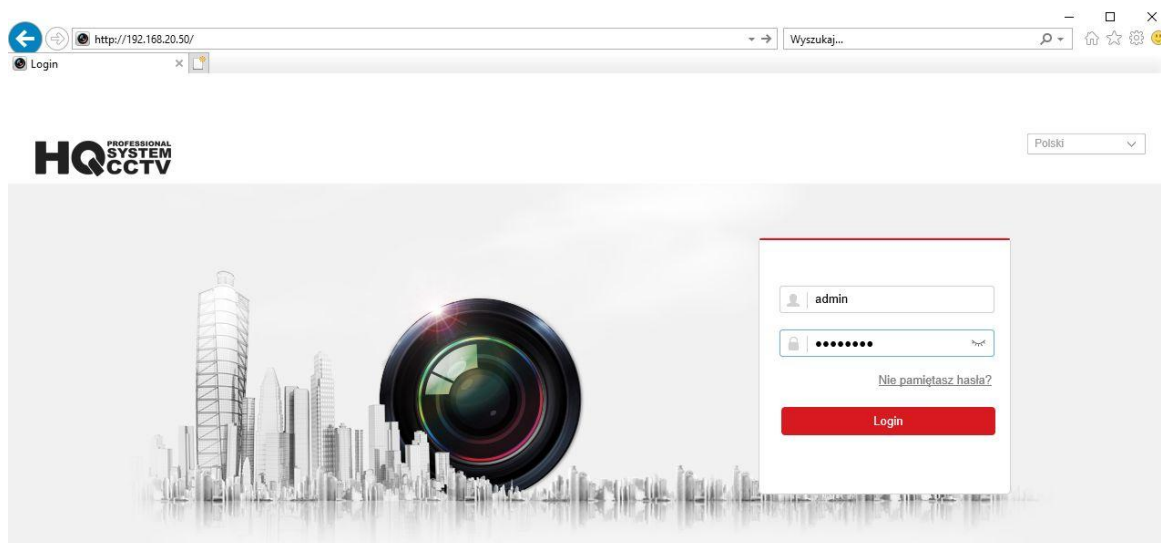 http://192.168.20.50/
Wyszukaj...
Login
HQ PROFESSIONAL SYSTEM CCTV
Polski
admin
••••••••
Nie pamiętasz hasła?
Login